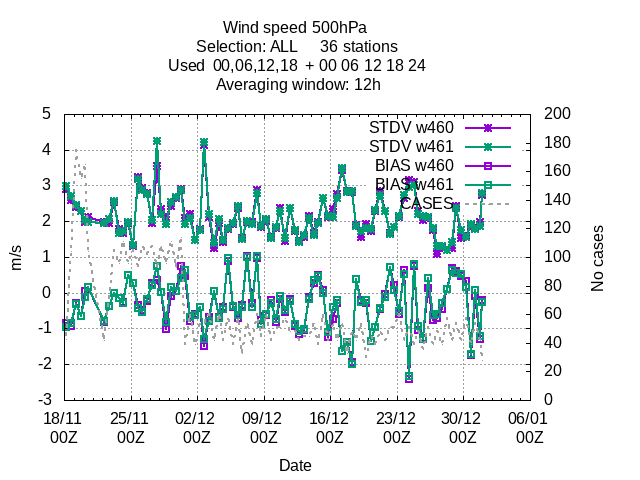 Wind speed 500hPa
Selection: ALL 36 stations
Used 00,06,12,18 + 00 06 12 18 24
Averaging window: 12h
5
4
3
2
1
0
-1
-2
-3
m/s
200
180
160
140
120
100
80
60
40
20
0
No cases
STDV w460
STDV w461
BIAS w460
BIAS w461
CASES
18/11 25/11 02/12 09/12 16/12 23/12 30/12 06/01
00Z 00Z 00Z 00Z 00Z 00Z 00Z 00Z
Date